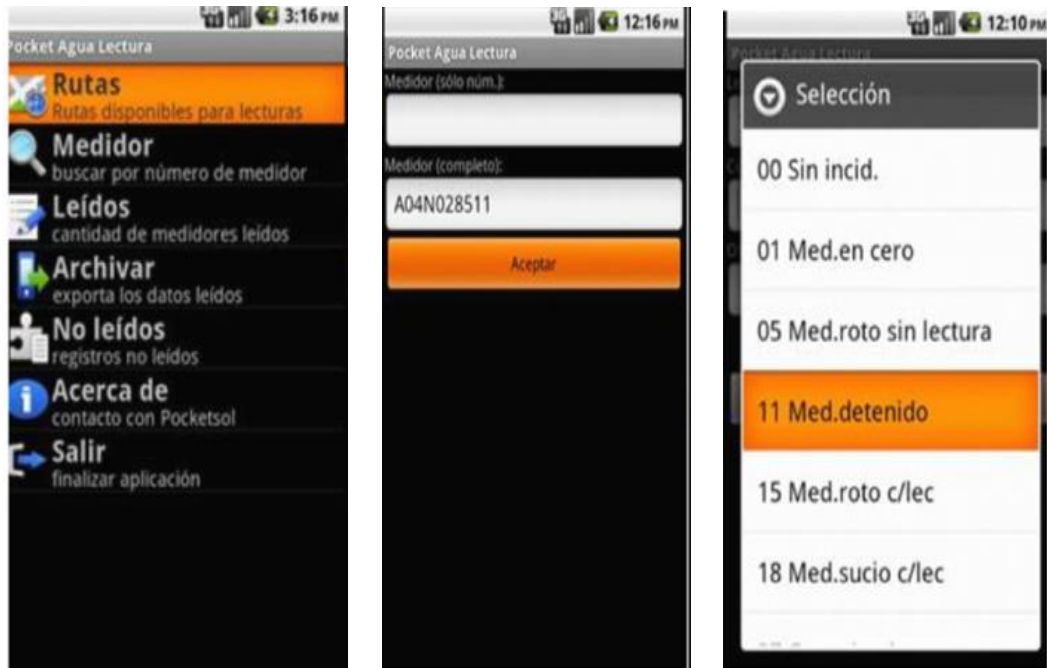 3:16 PM
Pocket Agua Lectura
Rutas
Rutas disponibles para lecturas
Medidor
buscar por número de medidor
Leídos
cantidad de medidores leídos
Archivar
exporta los datos leídos
No leídos
registros no leídos
Acerca de
contacto con Pocketsol
Salir
finalizar aplicación
12:16 PM
Pocket Agua Lectura
Medidor (sólo núm.):
Medidor (completo):
A04N028511
Aceptar
12:10 PM
Pocket Agua Lectura
Selección
00 Sin incid.
01 Med.en cero
05 Med.roto sin lectura
11 Med.detenido
15 Med.roto c/lec
18 Med.sucio c/lec